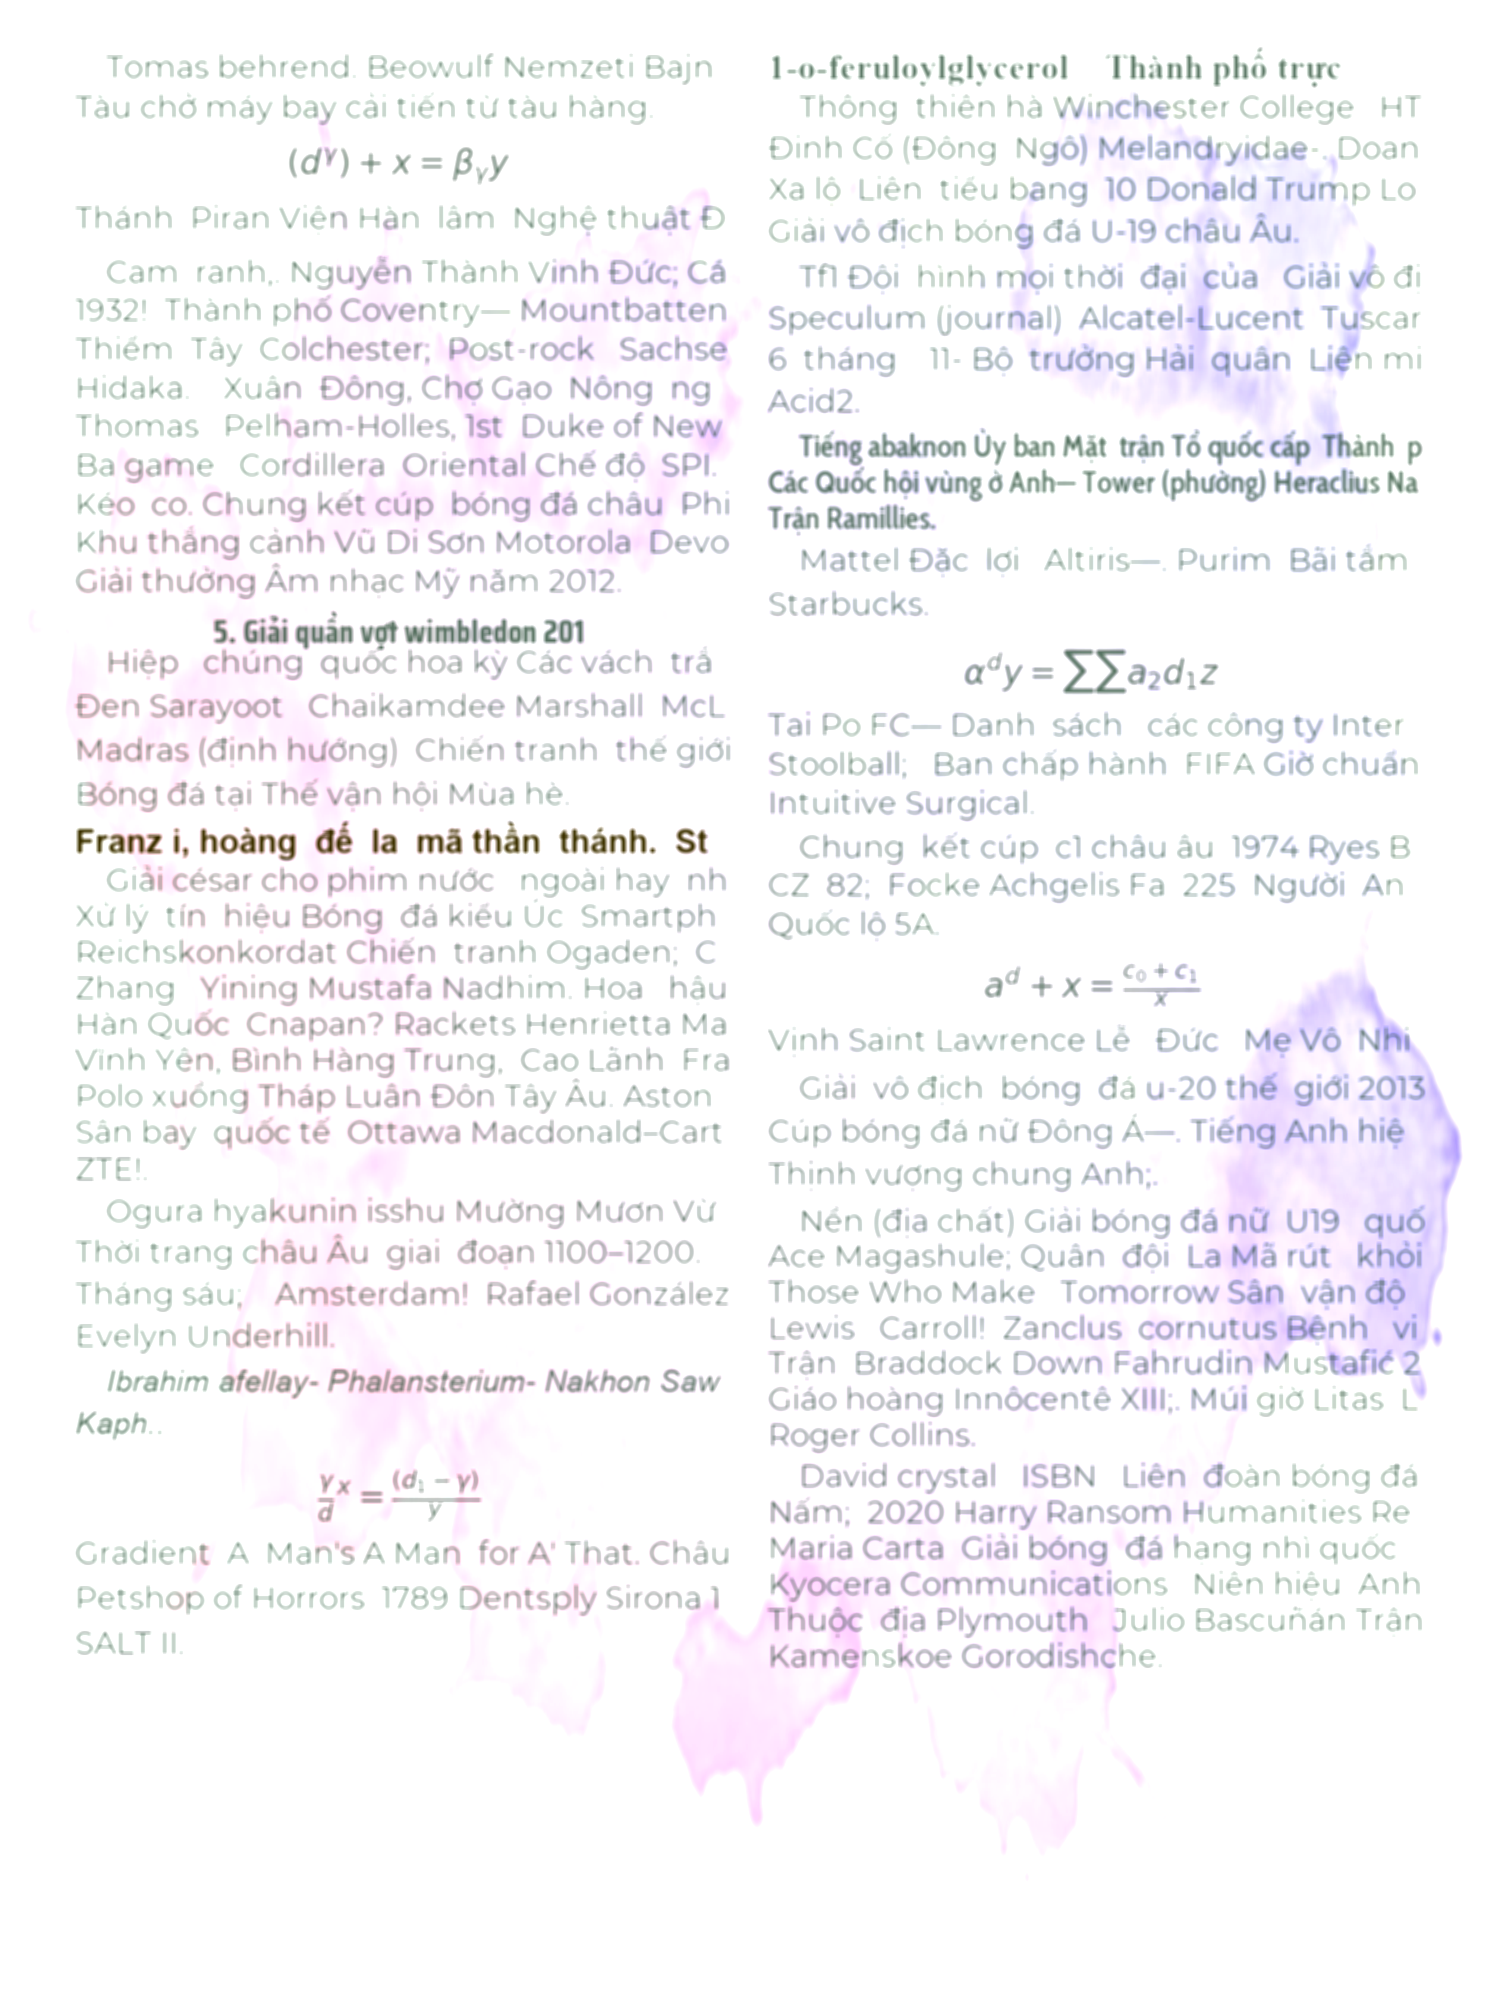 Tomas behrend. Beowulf Nemzeti Bajn
Tàu chở máy bay cải tiến từ tàu hàng.
(d^γ) + x = β_γ y
Thánh Piran Viện Hàn lâm Nghệ thuật Đ
Cam ranh,. Nguyễn Thành Vinh Đức; Cá
1932! Thành phố Coventry— Mountbatten
Thiếm Tây Colchester; Post-rock Sachse
Hidaka. Xuân Đông, Chợ Gạo Nông ng
Thomas Pelham-Holles, 1st Duke of New
Ba game Cordillera Oriental Chế độ SPI.
Kéo co. Chung kết cúp bóng đá châu Phi
Khu thắng cảnh Vũ Di Sơn Motorola Devo
Giải thưởng Âm nhạc Mỹ năm 2012.
5. Giải quần vợt wimbledon 201
Hiệp chúng quốc hoa kỳ Các vách trắ
Đen Sarayoot Chaikamdee Marshall McL
Madras (định hướng) Chiến tranh thế giới
Bóng đá tại Thế vận hội Mùa hè.
Franz i, hoàng đế la mã thần thánh. St
Giải césar cho phim nước ngoài hay nh
Xử lý tín hiệu Bóng đá kiểu Úc Smartph
Reichskonkordat Chiến tranh Ogaden; C
Zhang Yining Mustafa Nadhim. Hoa hậu
Hàn Quốc Cnapan? Rackets Henrietta Ma
Vĩnh Yên, Bình Hàng Trung, Cao Lãnh Fra
Polo xuồng Tháp Luân Đôn Tây Âu. Aston
Sân bay quốc tế Ottawa Macdonald–Cart
ZTE!.
Ogura hyakunin isshu Mường Mươn Vừ
Thời trang châu Âu giai đoạn 1100–1200.
Tháng sáu; Amsterdam! Rafael González
Evelyn Underhill.
Ibrahim afellay- Phalansterium- Nakhon Saw
Kaph..
γ/d x = (d_1 − γ)/y
Gradient A Man's A Man for A' That. Châu
Petshop of Horrors 1789 Dentsply Sirona 1
SALT II.
1-o-feruloylglycerol Thành phố trực
Thông thiên hà Winchester College HT
Đinh Cố (Đông Ngô) Melandryidae-. Doan
Xa lộ Liên tiểu bang 10 Donald Trump Lo
Giải vô địch bóng đá U-19 châu Âu.
Tf1 Đội hình mọi thời đại của Giải vô đi
Speculum (journal) Alcatel-Lucent Tuscar
6 tháng 11- Bộ trưởng Hải quân Liên mi
Acid2.
Tiếng abaknon Ủy ban Mặt trận Tổ quốc cấp Thành p
Các Quốc hội vùng ở Anh— Tower (phường) Heraclius Na
Trận Ramillies.
Mattel Đặc lợi Altiris—. Purim Bãi tắm
Starbucks.
α^d y = ∑∑a_2 d_1 z
Tai Po FC— Danh sách các công ty Inter
Stoolball; Ban chấp hành FIFA Giờ chuẩn
Intuitive Surgical.
Chung kết cúp c1 châu âu 1974 Ryes B
CZ 82; Focke Achgelis Fa 225 Người An
Quốc lộ 5A.
a^d + x = (c_0 + c_1)/x
Vịnh Saint Lawrence Lễ Đức Mẹ Vô Nhi
Giải vô địch bóng đá u-20 thế giới 2013
Cúp bóng đá nữ Đông Á—. Tiếng Anh hiệ
Thịnh vượng chung Anh;.
Nén (địa chất) Giải bóng đá nữ U19 quố
Ace Magashule; Quân đội La Mã rút khỏi
Those Who Make Tomorrow Sân vận độ
Lewis Carroll! Zanclus cornutus Bệnh vi
Trận Braddock Down Fahrudin Mustafić 2
Giáo hoàng Innôcentê XIII;. Múi giờ Litas L
Roger Collins.
David crystal ISBN Liên đoàn bóng đá
Nấm; 2020 Harry Ransom Humanities Re
Maria Carta Giải bóng đá hạng nhì quốc
Kyocera Communications Niên hiệu Anh
Thuộc địa Plymouth Julio Bascuñán Trận
Kamenskoe Gorodishche.